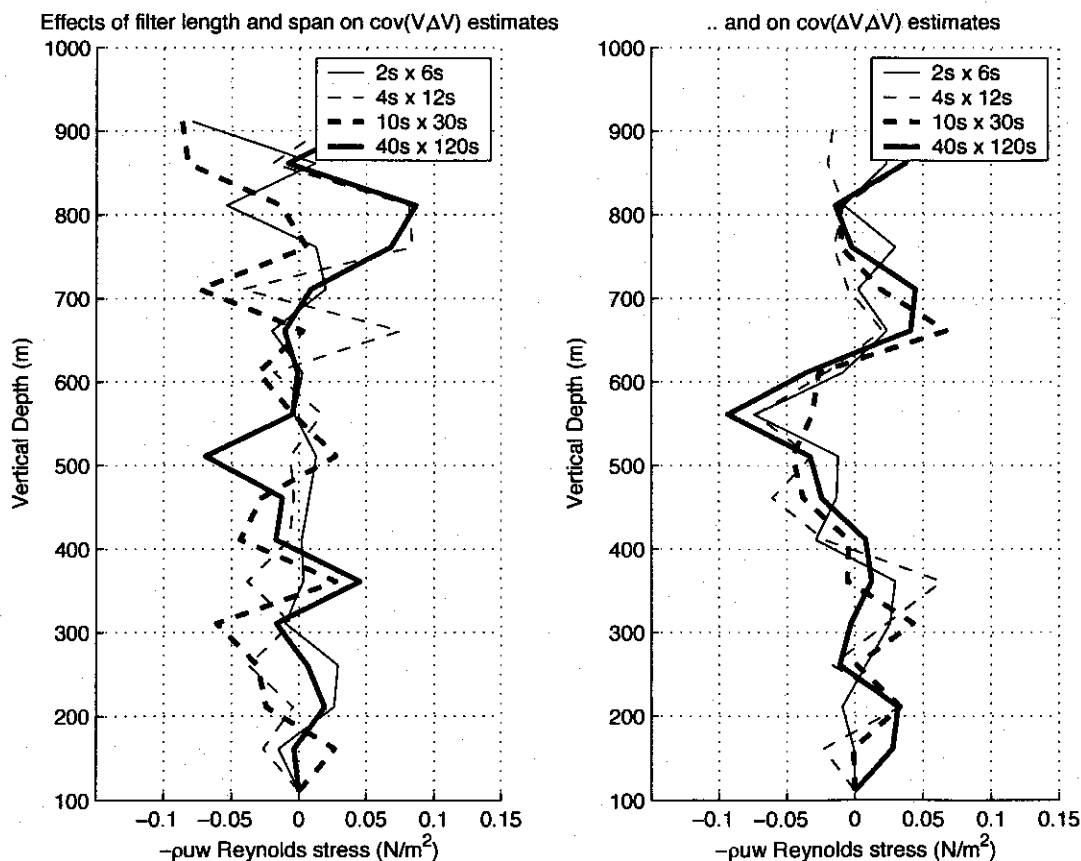 Effects of filter length and span on cov(VΔV) estimates
1000
900
800
700
600
500
400
300
200
100
Vertical Depth (m)
2s x 6s
4s x 12s
10s x 30s
40s x 120s
-0.1
-0.05
0
0.05
0.1
0.15
-ρuw Reynolds stress (N/m²)
.. and on cov(ΔVΔV) estimates
1000
900
800
700
600
500
400
300
200
100
Vertical Depth (m)
2s x 6s
4s x 12s
10s x 30s
40s x 120s
-0.1
-0.05
0
0.05
0.1
0.15
-ρuw Reynolds stress (N/m²)